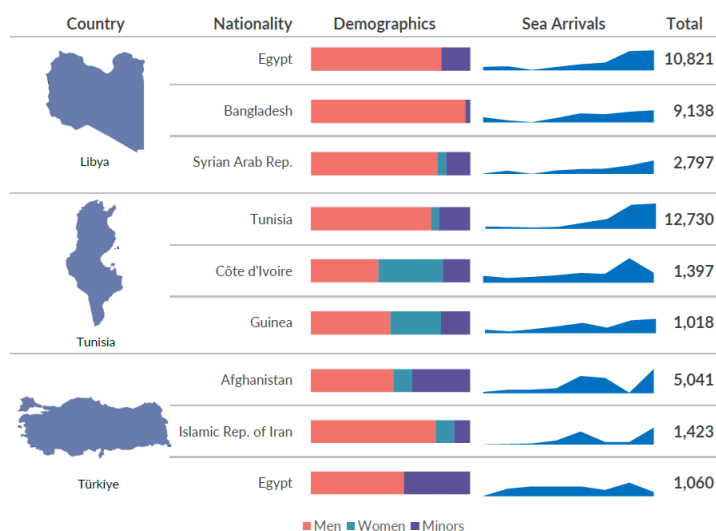 Country Nationality Demographics Sea Arrivals Total
Egypt 10,821
Bangladesh 9,138
Syrian Arab Rep. 2,797
Libya
Tunisia 12,730
Côte d'Ivoire 1,397
Guinea 1,018
Tunisia
Afghanistan 5,041
Islamic Rep. of Iran 1,423
Egypt 1,060
Türkiye
Men Women Minors